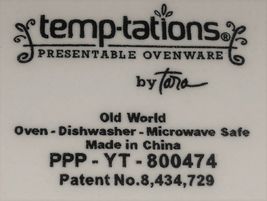 temp-tations®
PRESENTABLE OVENWARE
by tara
Old World
Oven - Dishwasher - Microwave Safe
Made in China
PPP - YT - 800474
Patent No.8,434,729